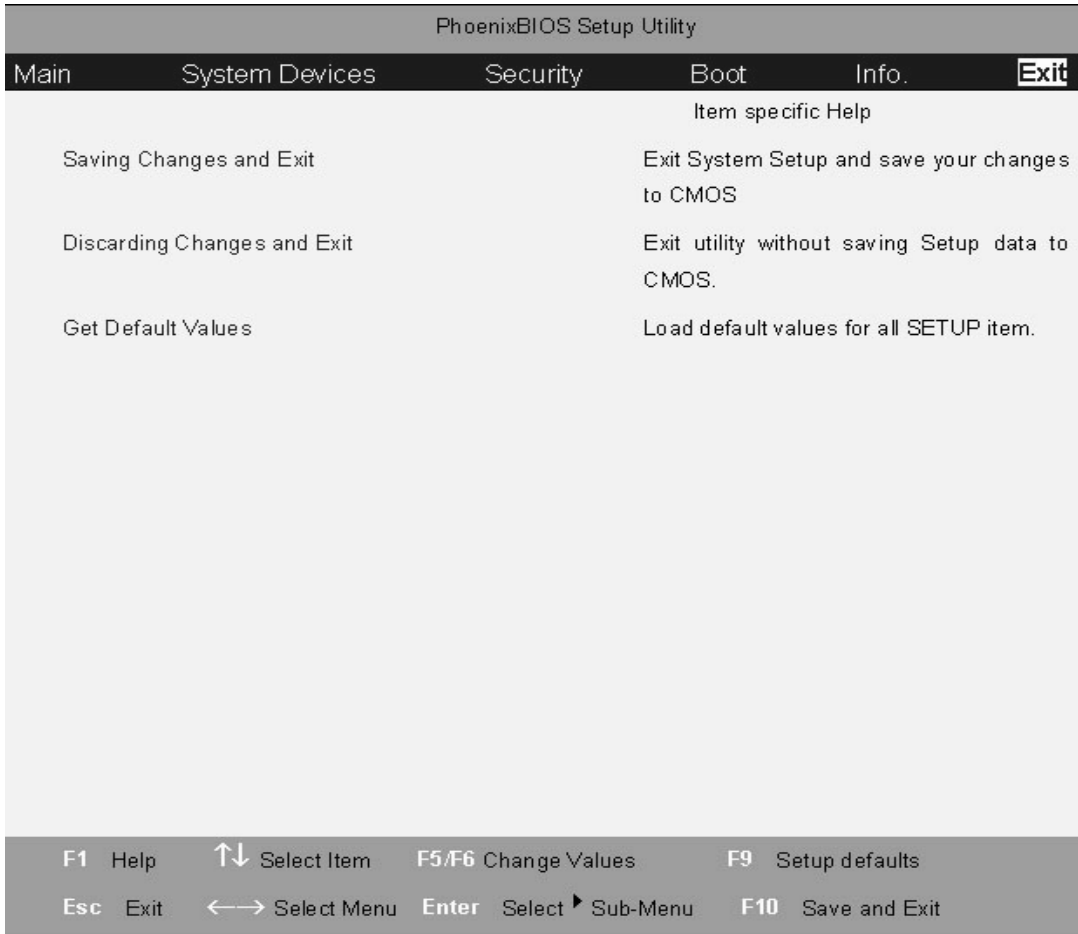 PhoenixBIOS Setup Utility
Main System Devices Security Boot Info. Exit
Item specific Help
Saving Changes and Exit Exit System Setup and save your changes
to CMOS
Discarding Changes and Exit Exit utility without saving Setup data to
CMOS.
Get Default Values Load default values for all SETUP item.
F1 Help ↑↓ Select Item F5/F6 Change Values F9 Setup defaults
Esc Exit ←→ Select Menu Enter Select ▶ Sub-Menu F10 Save and Exit